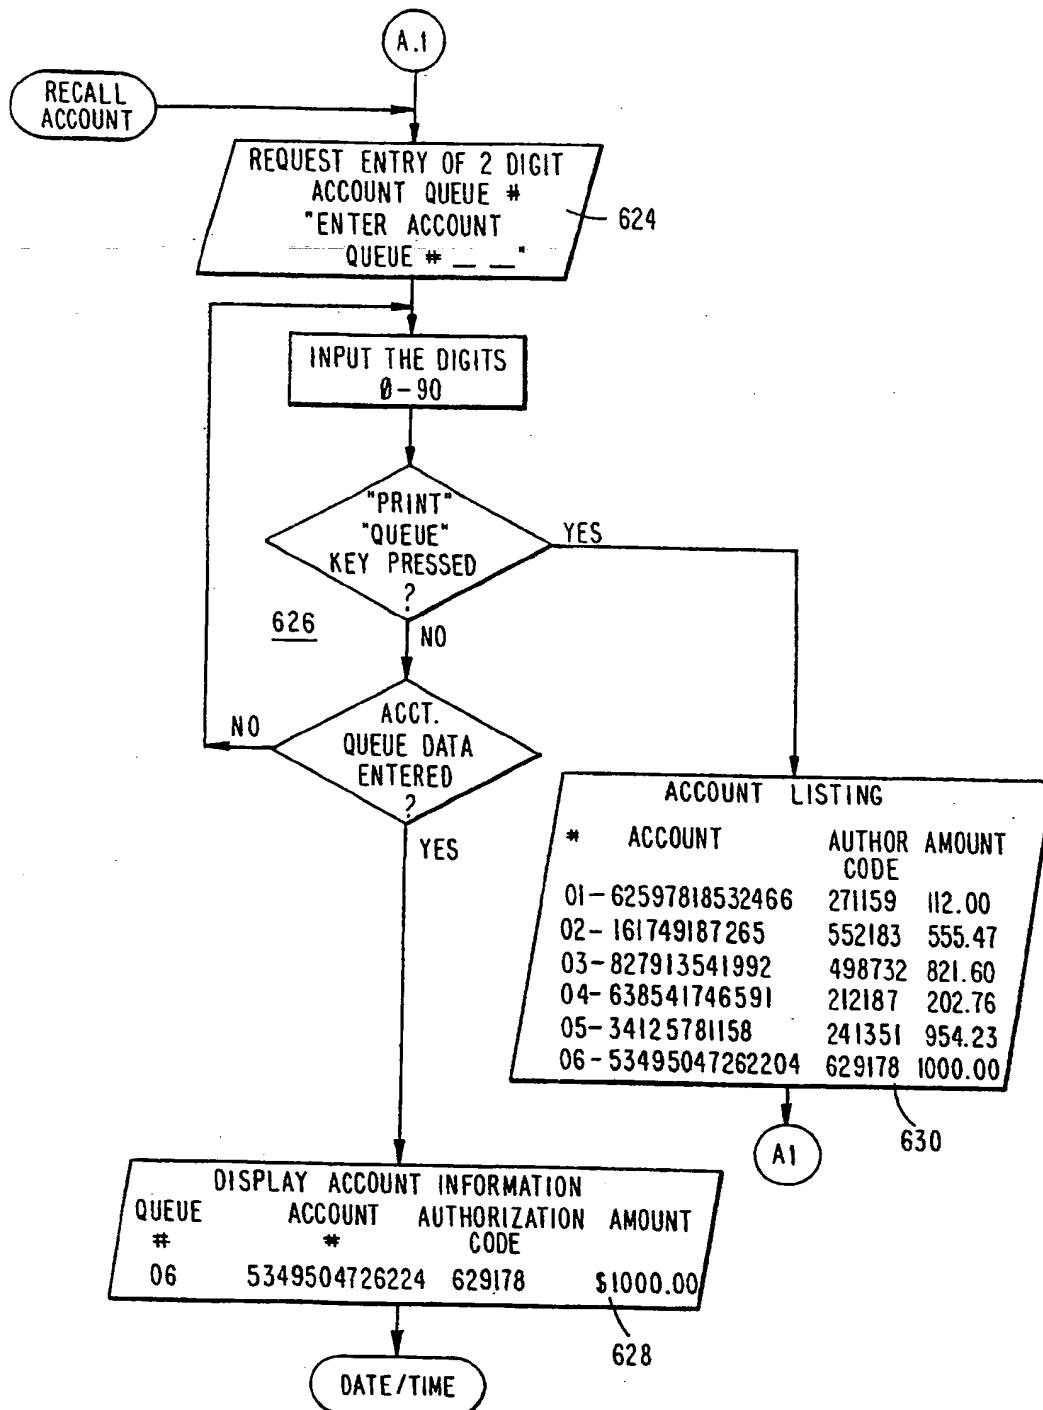 A.1
RECALL
ACCOUNT
REQUEST ENTRY OF 2 DIGIT
ACCOUNT QUEUE #
"ENTER ACCOUNT
QUEUE # _ _"
624
INPUT THE DIGITS
0-90
"PRINT"
"QUEUE"
KEY PRESSED
?
YES
626
NO
ACCT.
QUEUE DATA
ENTERED
?
NO
YES
ACCOUNT LISTING
# ACCOUNT AUTHOR AMOUNT
CODE
01-62597818532466 271159 112.00
02-161749187265 552183 555.47
03-827913541992 498732 821.60
04-638541746591 212187 202.76
05-34125781158 241351 954.23
06-53495047262204 629178 1000.00
630
A1
DISPLAY ACCOUNT INFORMATION
QUEUE ACCOUNT AUTHORIZATION AMOUNT
# # CODE
06 5349504726224 629178 $1000.00
628
DATE/TIME